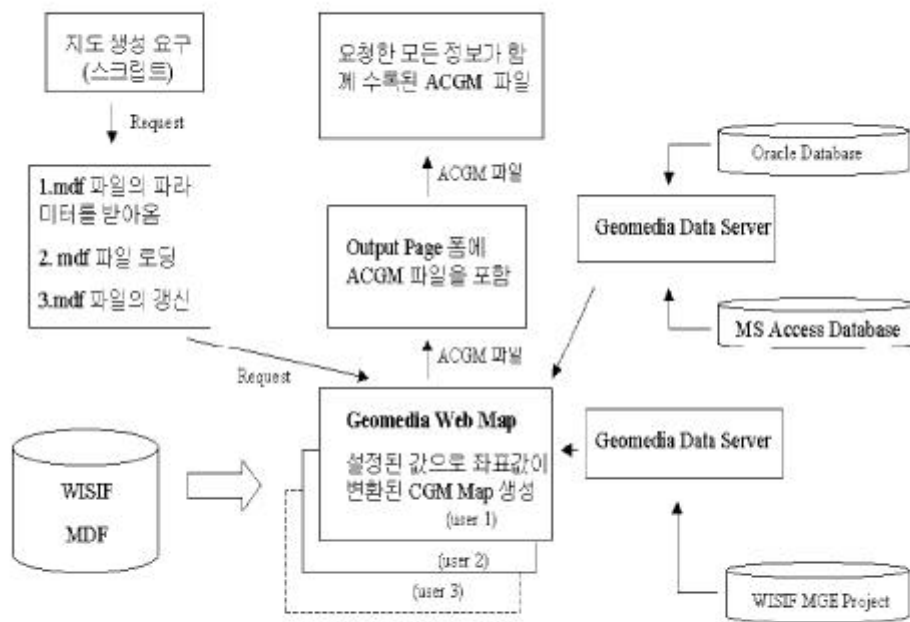 지도 생성 요구
(스크립트)
Request
1.mdf 파일의 파라
미터를 받아옴
2. mdf 파일 로딩
3.mdf 파일의 갱신
Request
WISIF
MDF
요청한 모든 정보가 함
께 수록된 ACGM 파일
ACGM 파일
Output Page 폼에
ACGM 파일을 포함
ACGM 파일
Geomedia Web Map
설정된 값으로 좌표값이
변환된 CGM Map 생성
(user 1)
(user 2)
(user 3)
Oracle Database
Geomedia Data Server
MS Access Database
Geomedia Data Server
WISIF MGE Project